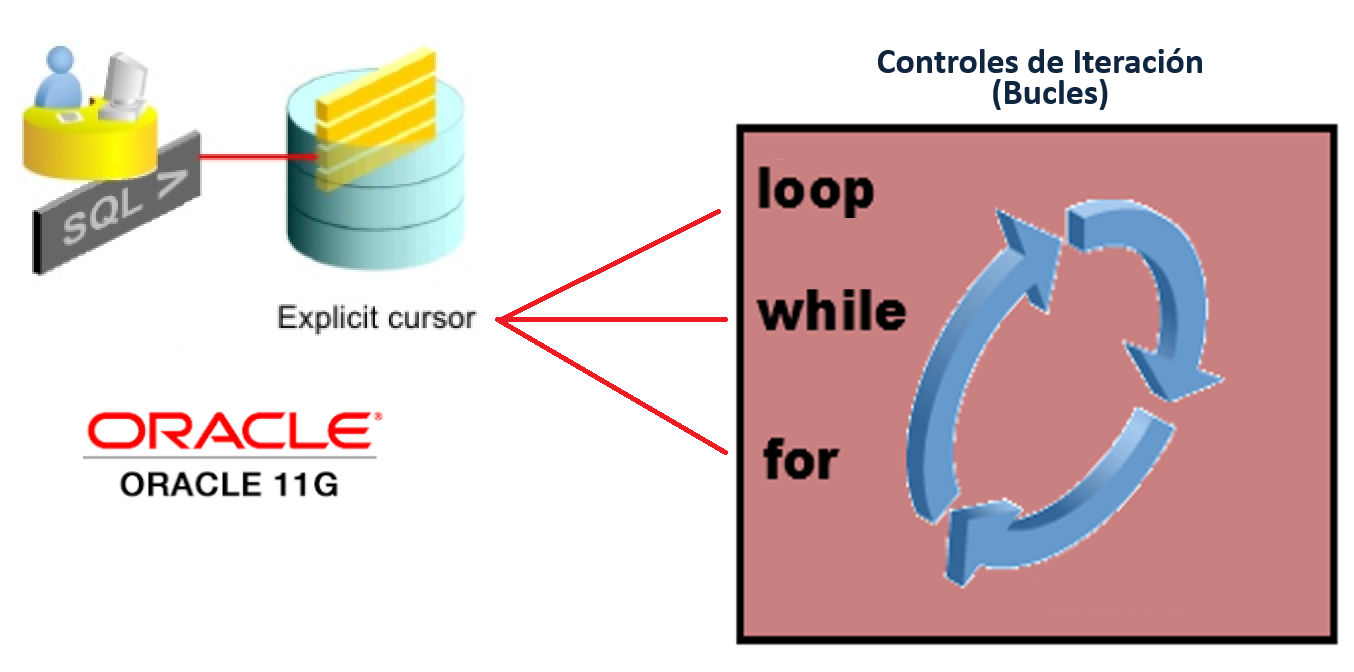 Controles de Iteración
(Bucles)
SQL >
Explicit cursor
loop
while
for
ORACLE®
ORACLE 11G